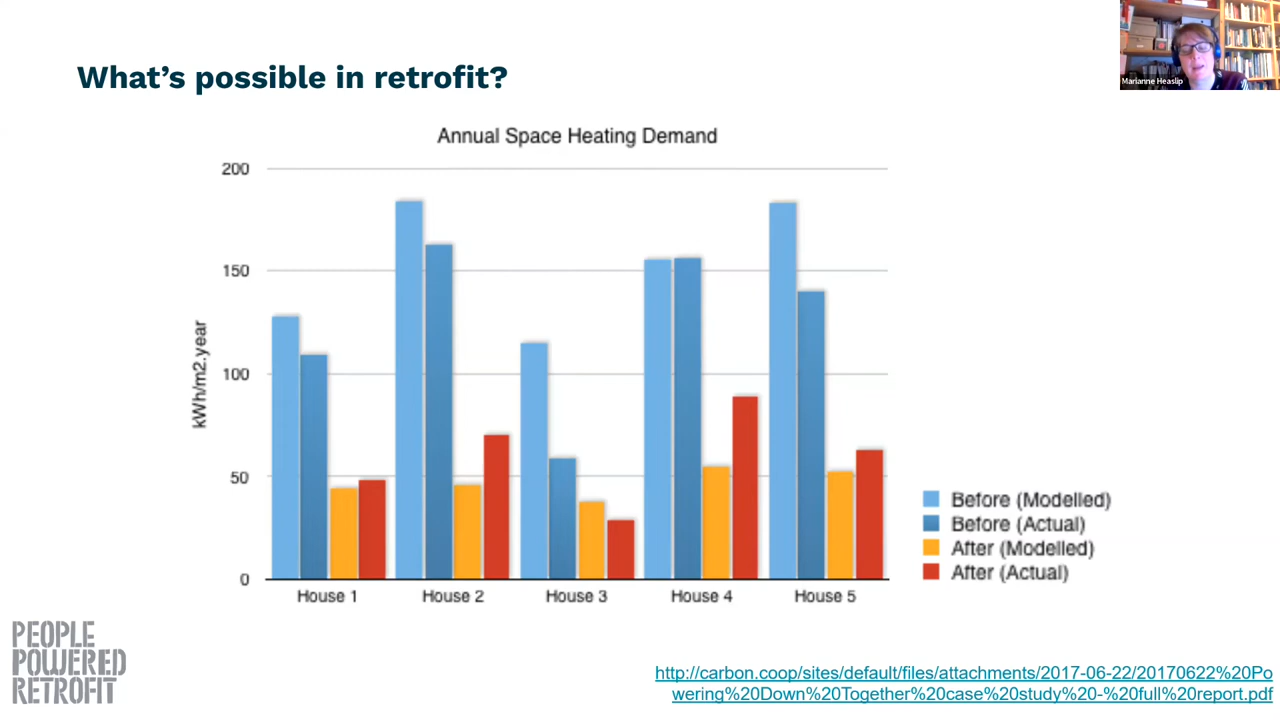 What's possible in retrofit?
Marianne Heaslip
Annual Space Heating Demand
200
150
100
50
0
kWh/m2.year
House 1 House 2 House 3 House 4 House 5
Before (Modelled)
Before (Actual)
After (Modelled)
After (Actual)
PEOPLE
POWERED
RETROFIT
http://carbon.coop/sites/default/files/attachments/2017-06-22/20170622%20Po
wering%20Down%20Together%20case%20study%20-%20full%20report.pdf